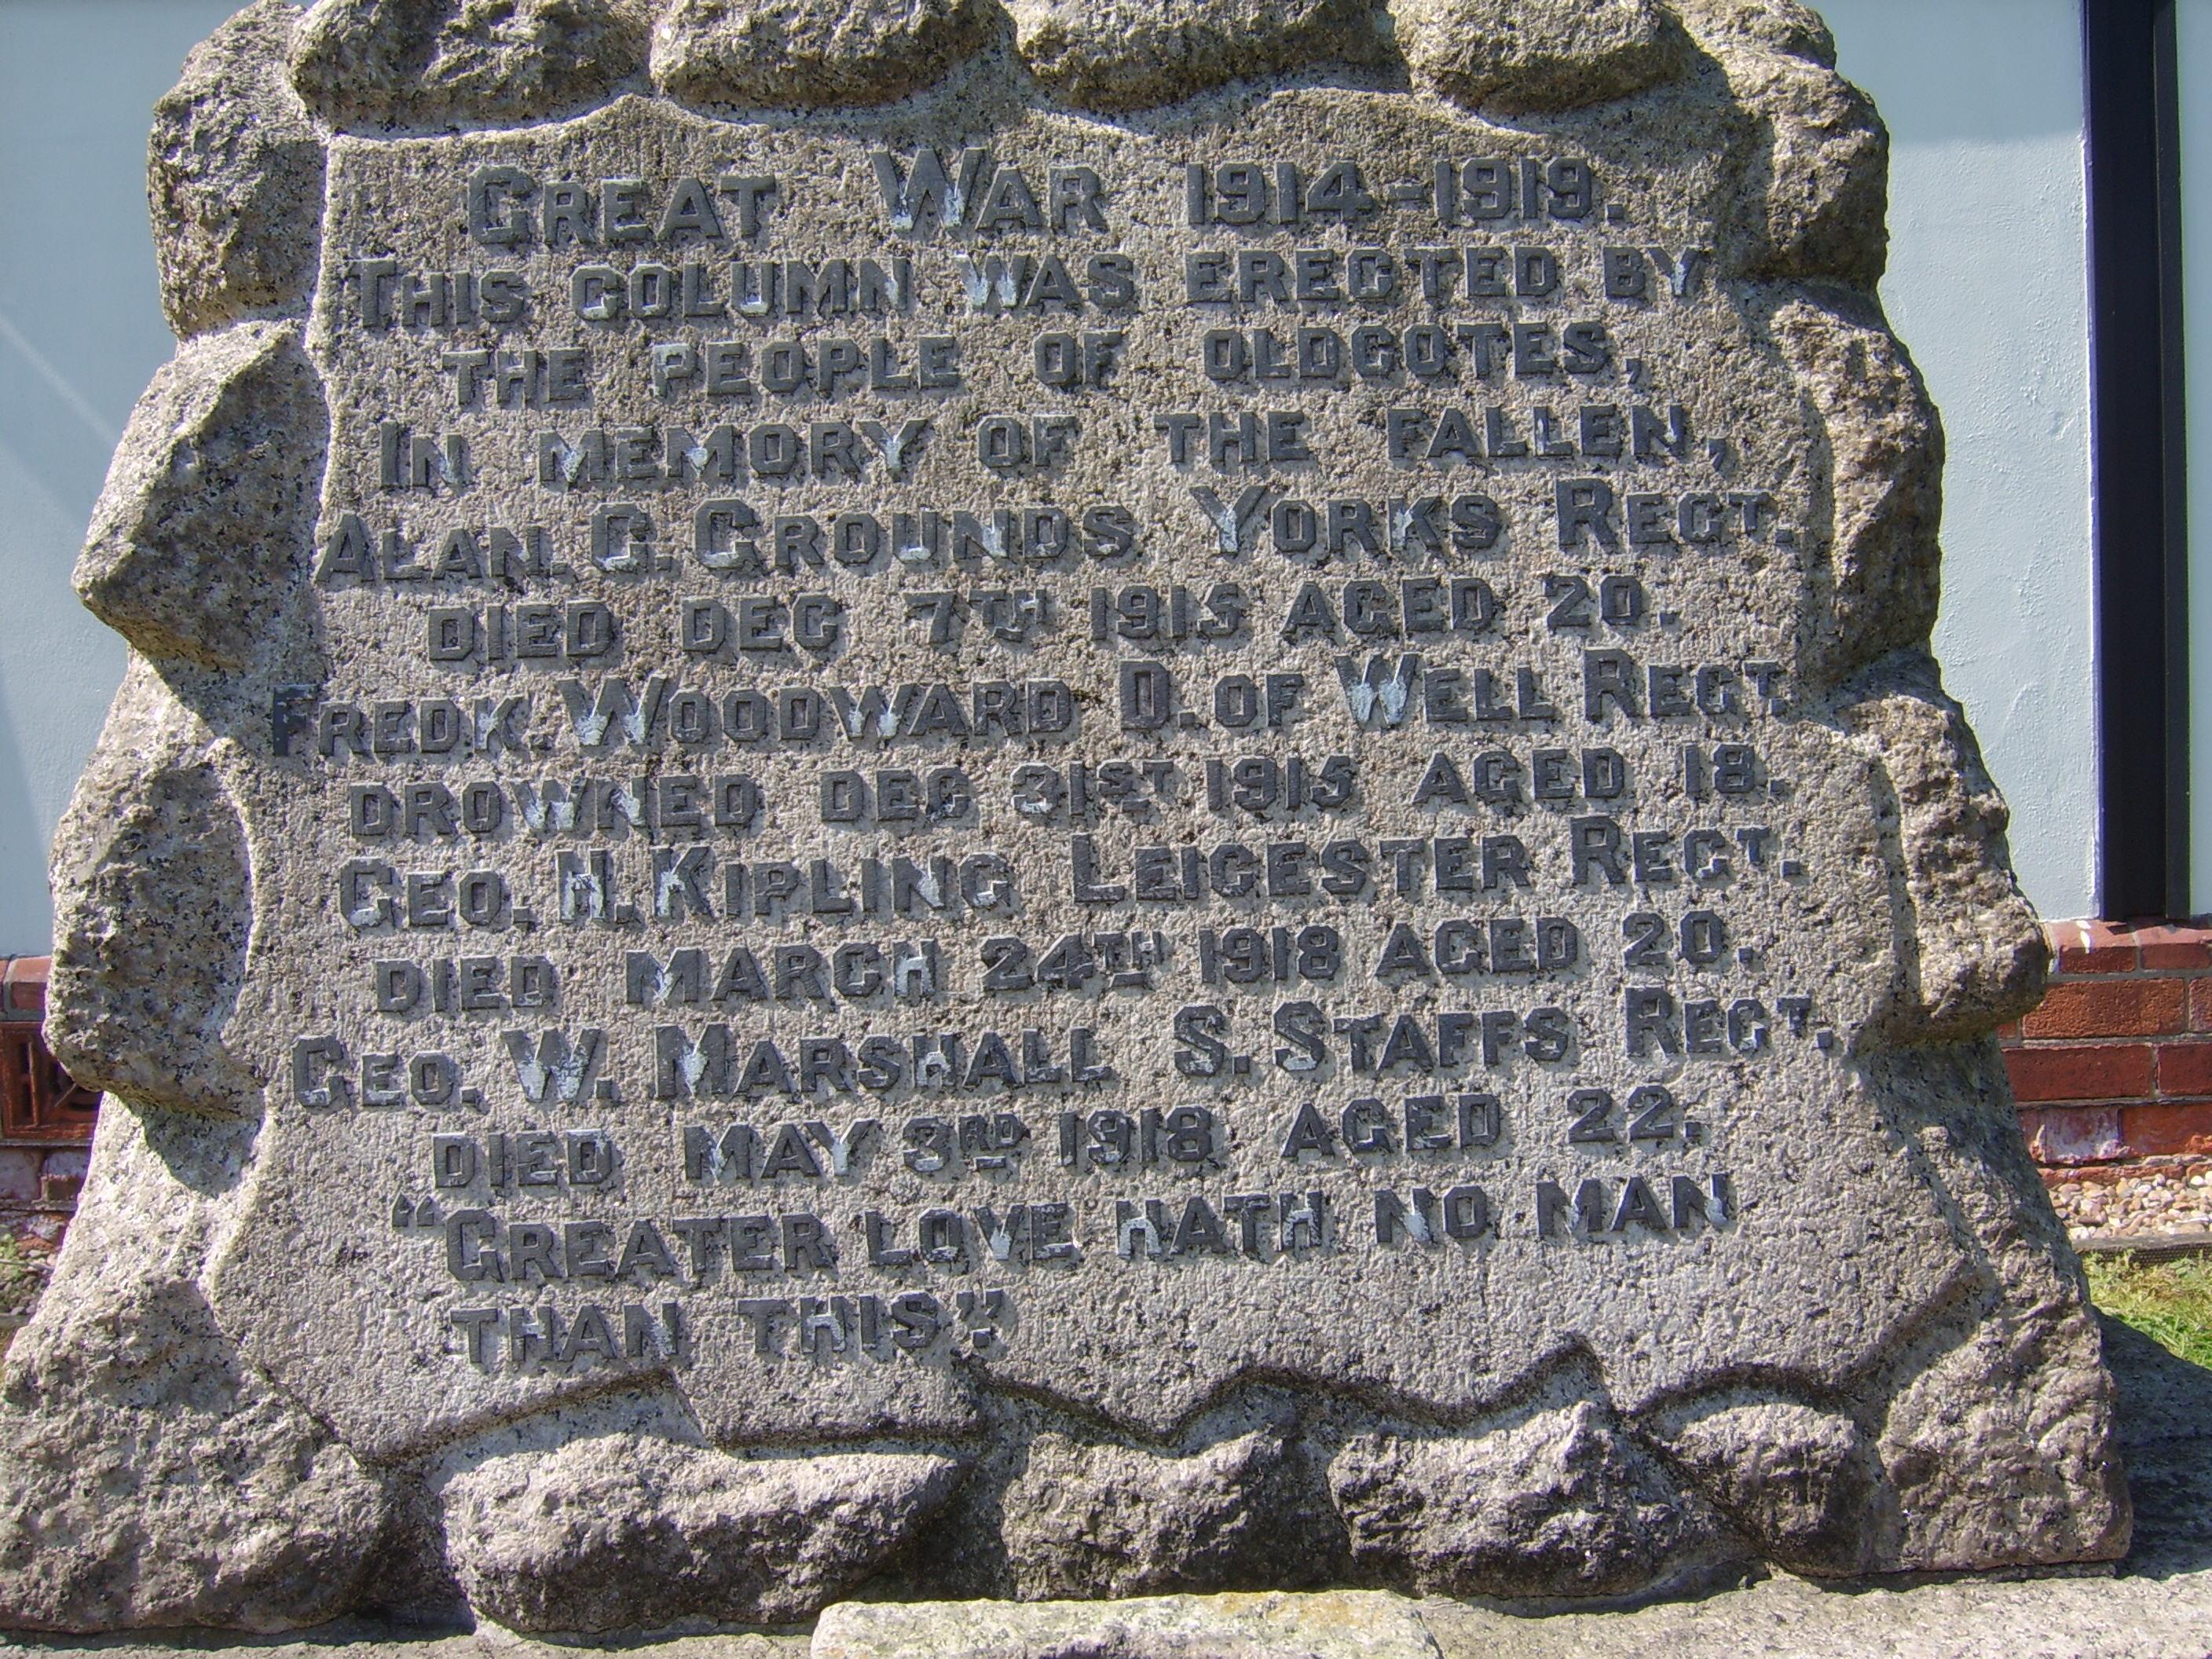 GREAT WAR 1914-1919.
THIS COLUMN WAS ERECTED BY
THE PEOPLE OF OLDCOTES,
IN MEMORY OF THE FALLEN,
ALAN. G. GROUNDS YORKS REGT.
DIED DEC 7TH 1915 AGED 20.
FREDK. WOODWARD D. OF WELL REGT.
DROWNED DEC 31ST 1915 AGED 18.
GEO. H. KIPLING LEICESTER REGT.
DIED MARCH 24TH 1918 AGED 20.
GEO. W. MARSHALL S. STAFFS REGT.
DIED MAY 3RD 1918 AGED 22.
"GREATER LOVE HATH NO MAN
THAN THIS"